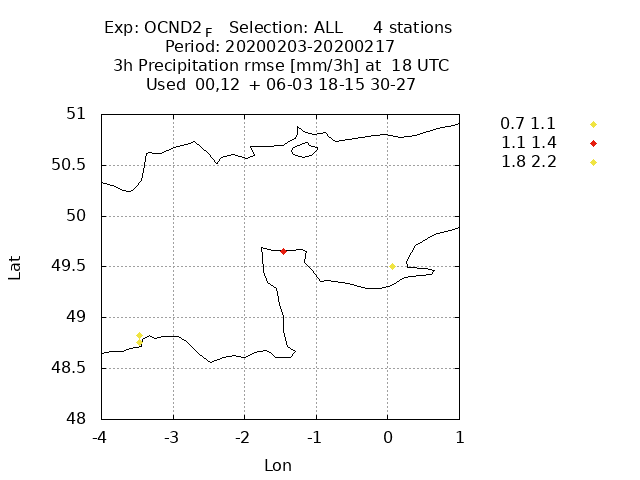 Exp: OCND2F Selection: ALL 4 stations
Period: 20200203-20200217
3h Precipitation rmse [mm/3h] at 18 UTC
Used 00,12 + 06-03 18-15 30-27
0.7 1.1
1.1 1.4
1.8 2.2
51
50.5
50
49.5
49
48.5
48
Lat
-4 -3 -2 -1 0 1
Lon